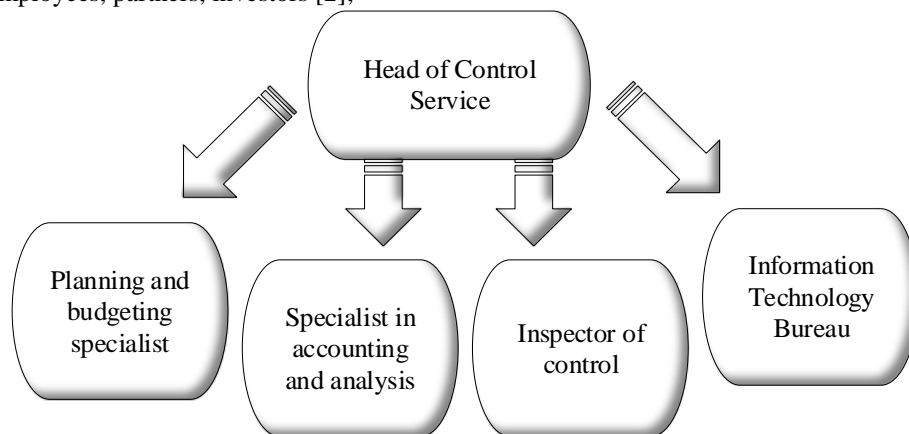 employees, partners, investors [2],
Head of Control
Service
Planning and
budgeting
specialist
Specialist in
accounting
and analysis
Inspector of
control
Information
Technology
Bureau